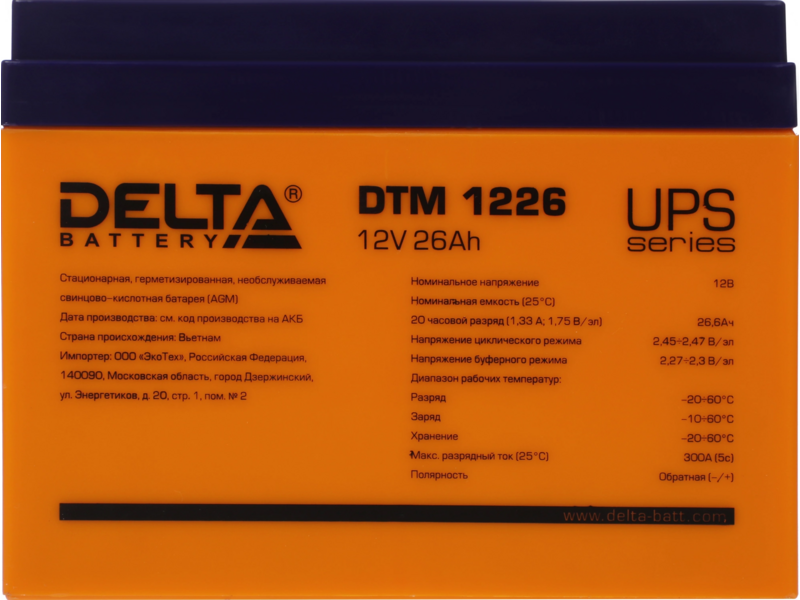 DELTA®
BATTERY
DTM 1226
12V 26Ah
UPS
series
Стационарная, герметизированная, необслуживаемая
свинцово-кислотная батарея (AGM)
Дата производства: см. код производства на АКБ
Страна происхождения: Вьетнам
Импортер: ООО «ЭкоТех», Российская Федерация,
140090, Московская область, город Дзержинский,
ул. Энергетиков, д. 20, стр. 1, пом. № 2
Номинальное напряжение 12В
Номинальная емкость (25°C)
20 часовой разряд (1,33 А; 1,75 В/эл) 26,6Ач
Напряжение циклического режима 2,45÷2,47 В/эл
Напряжение буферного режима 2,27÷2,3 В/эл
Диапазон рабочих температур:
Разряд -20÷60°C
Заряд -10÷60°C
Хранение -20÷60°C
Макс. разрядный ток (25°C) 300А (5с)
Полярность Обратная (-/+)
www.delta-batt.com